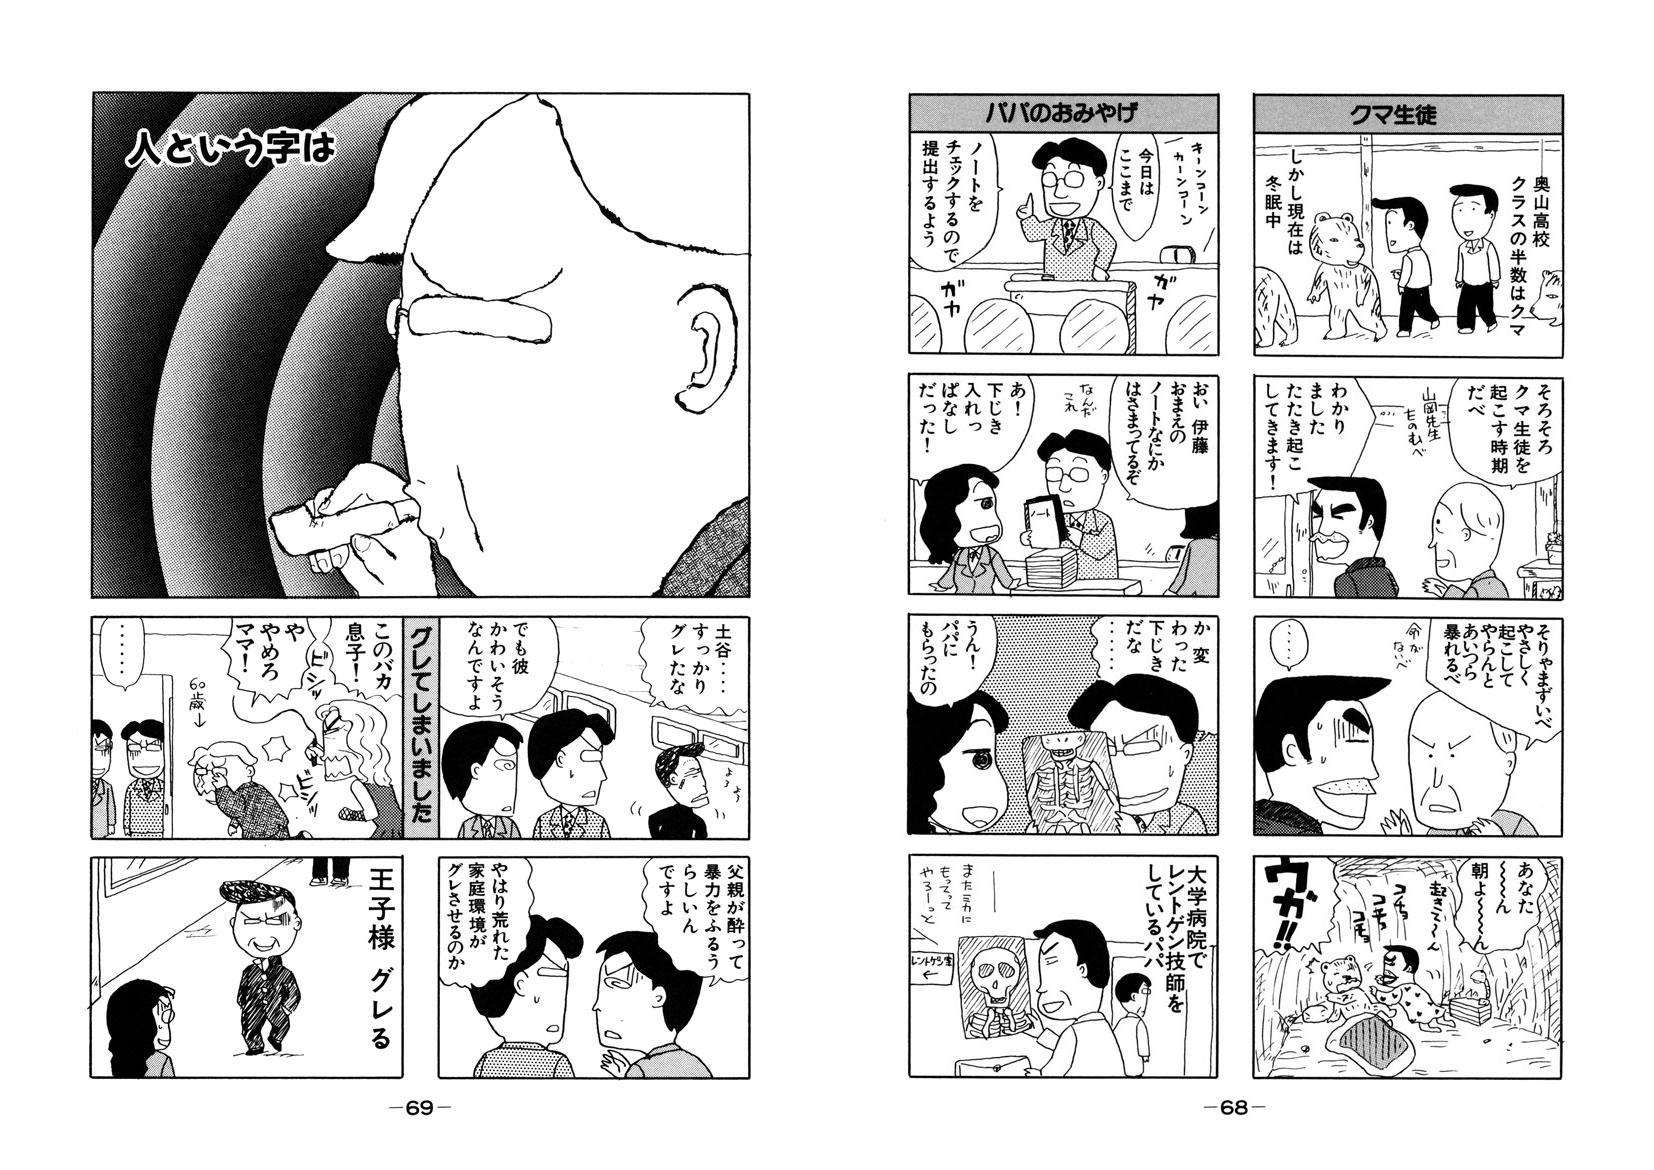 クマ生徒
奥山高校
クラスの半数はクマ
しかし現在は
冬眠中
そろそろ
クマ生徒を
起こす時期
だべ
山岡先生
たのむべ
わかり
ました
たたき起こ
してきます！
そりゃまずいべ
やさしく
起こして
やらんと
あいつら
暴れるべ
命が
ないべ
‥‥
あなた
〜〜〜ん
朝よ〜〜〜ん
起きて〜ん
コチョ
コチョ
コチョ
ウガ!!
パパのおみやげ
キーンコーン
カーンコーン
今日は
ここまで
ノートを
チェックするので
提出するよう
ガヤ
ガヤ
おい 伊藤
おまえの
ノートなにか
はさまってるぞ
なんだ
これ
ノート
あ！
下じき
入れっ
ぱなし
だった！
か 変
わった
下じき
だな
‥‥
うん！
パパに
もらったの
大学病院で
レントゲン技師を
しているパパ
またミカに
もってって
やろーっと
レントゲン室
←
－68－
人という字は
グレてしまいました
土谷‥‥
すっかり
グレたな
よろ
よう
でも彼
かわいそう
なんですよ
このバカ
息子！
ビシッ
ビシッ
や
やめろ
ママ！
60歳→
‥‥‥
父親が酔って
暴力をふるう
らしいん
ですよ
やはり荒れた
家庭環境が
グレさせるのか
王子様 グレる
－69－